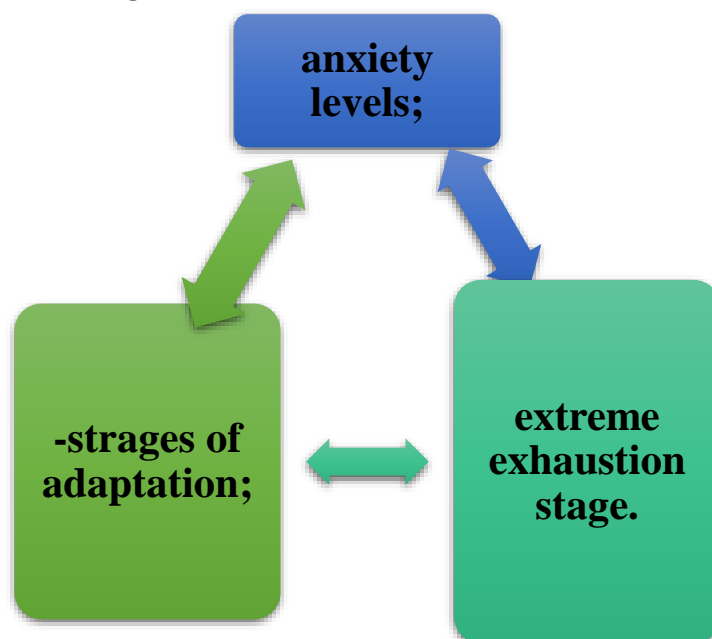 anxiety
levels;
-strages of
adaptation;
extreme
exhaustion
stage.